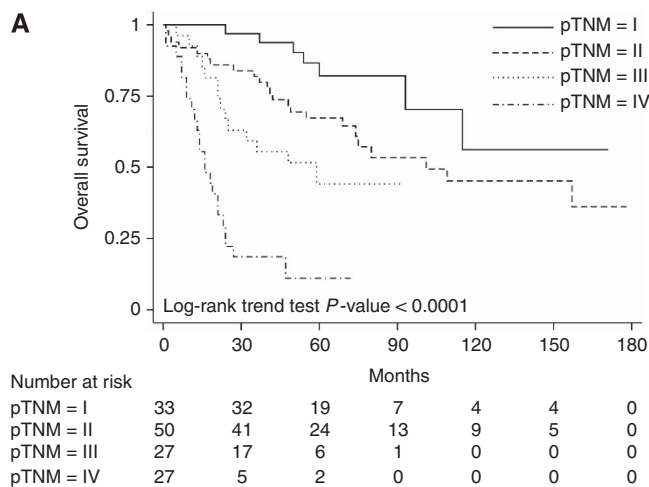 A
pTNM = I
pTNM = II
pTNM = III
pTNM = IV
1
0.75
0.5
0.25
0
Overall survival
Log-rank trend test P-value < 0.0001
0 30 60 90 120 150 180
Months
Number at risk
pTNM = I 33 32 19 7 4 4 0
pTNM = II 50 41 24 13 9 5 0
pTNM = III 27 17 6 1 0 0 0
pTNM = IV 27 5 2 0 0 0 0